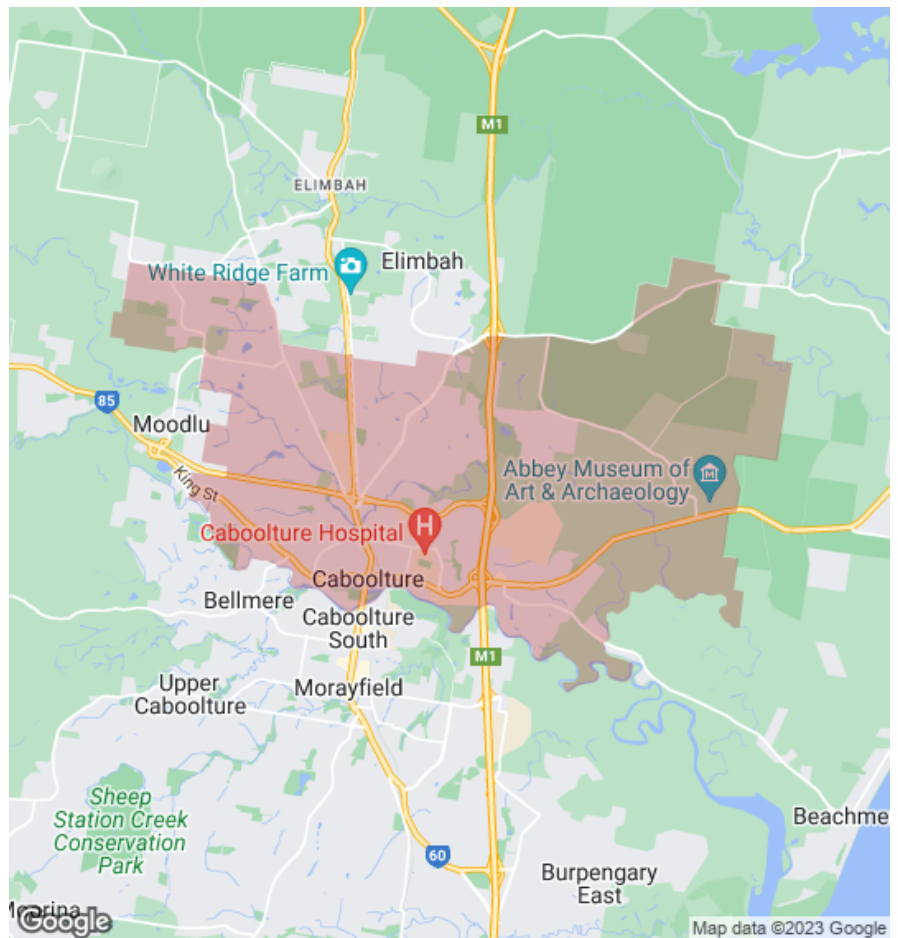 M1
ELIMBAH
White Ridge Farm
Elimbah
85
Moodlu
King St
Abbey Museum of
Art & Archaeology
Caboolture Hospital
H
M
Caboolture
Bellmere
Caboolture
South
M1
Upper
Caboolture
Morayfield
Sheep
Station Creek
Conservation
Park
Beachme
60
Burpengary
East
Google
Map data ©2023 Google